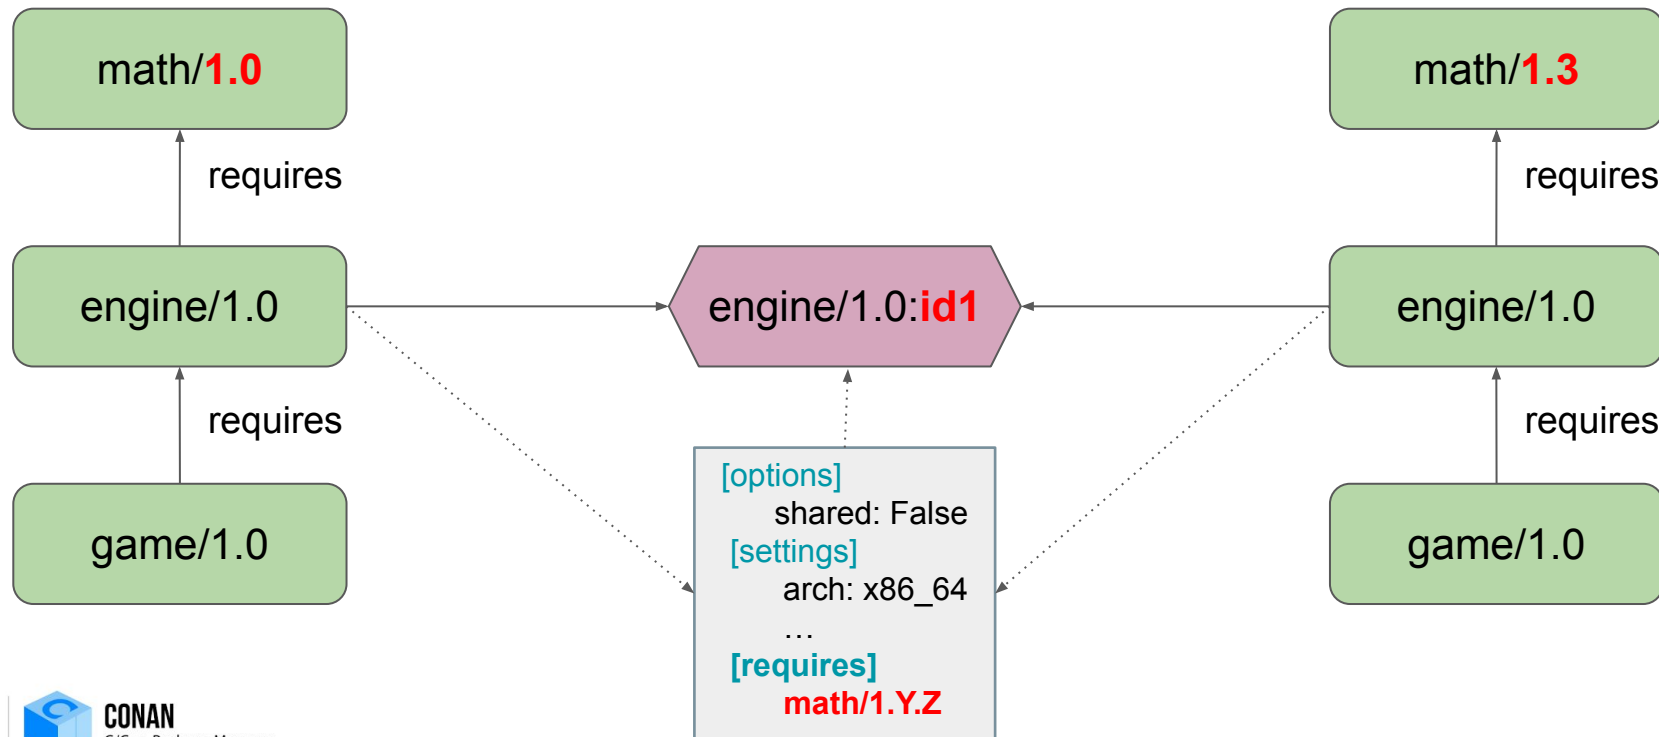 math/1.0
math/1.3
requires
requires
engine/1.0
engine/1.0:id1
engine/1.0
requires
requires
game/1.0
game/1.0
[options]
shared: False
[settings]
arch: x86_64
…
[requires]
math/1.Y.Z
CONAN